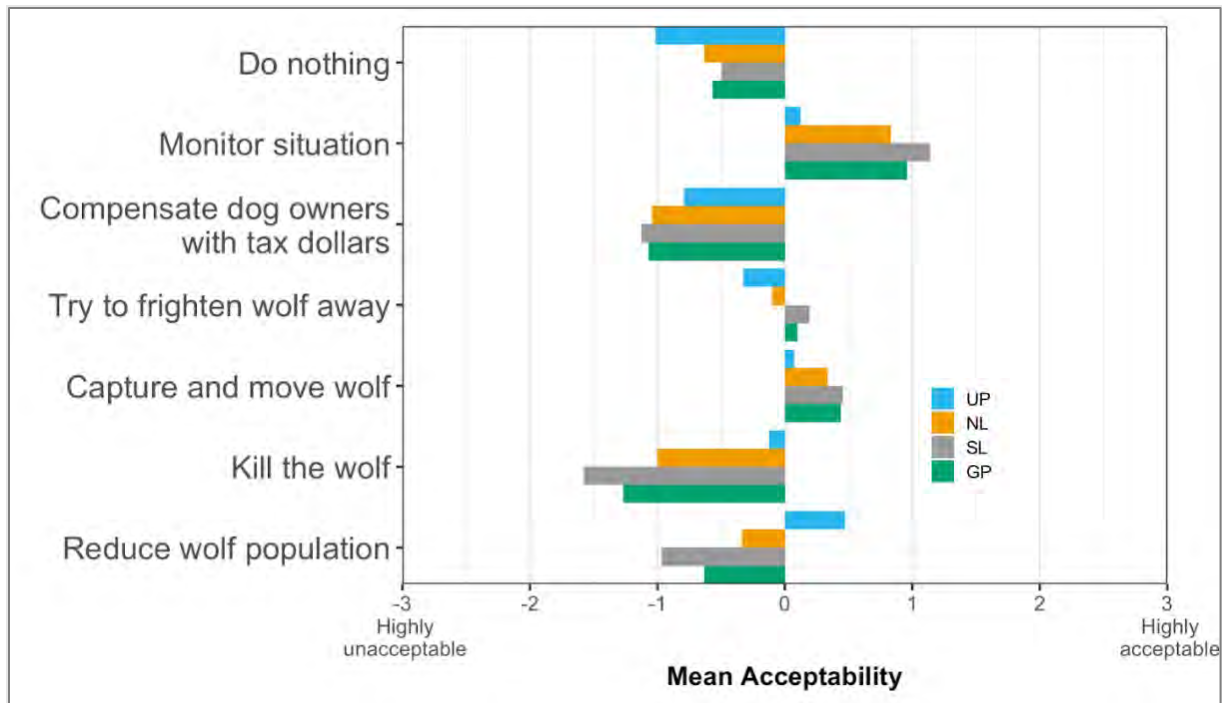 Do nothing
Monitor situation
Compensate dog owners
with tax dollars
Try to frighten wolf away
Capture and move wolf
Kill the wolf
Reduce wolf population
UP
NL
SL
GP
-3 -2 -1 0 1 2 3
Highly Highly
unacceptable acceptable
Mean Acceptability